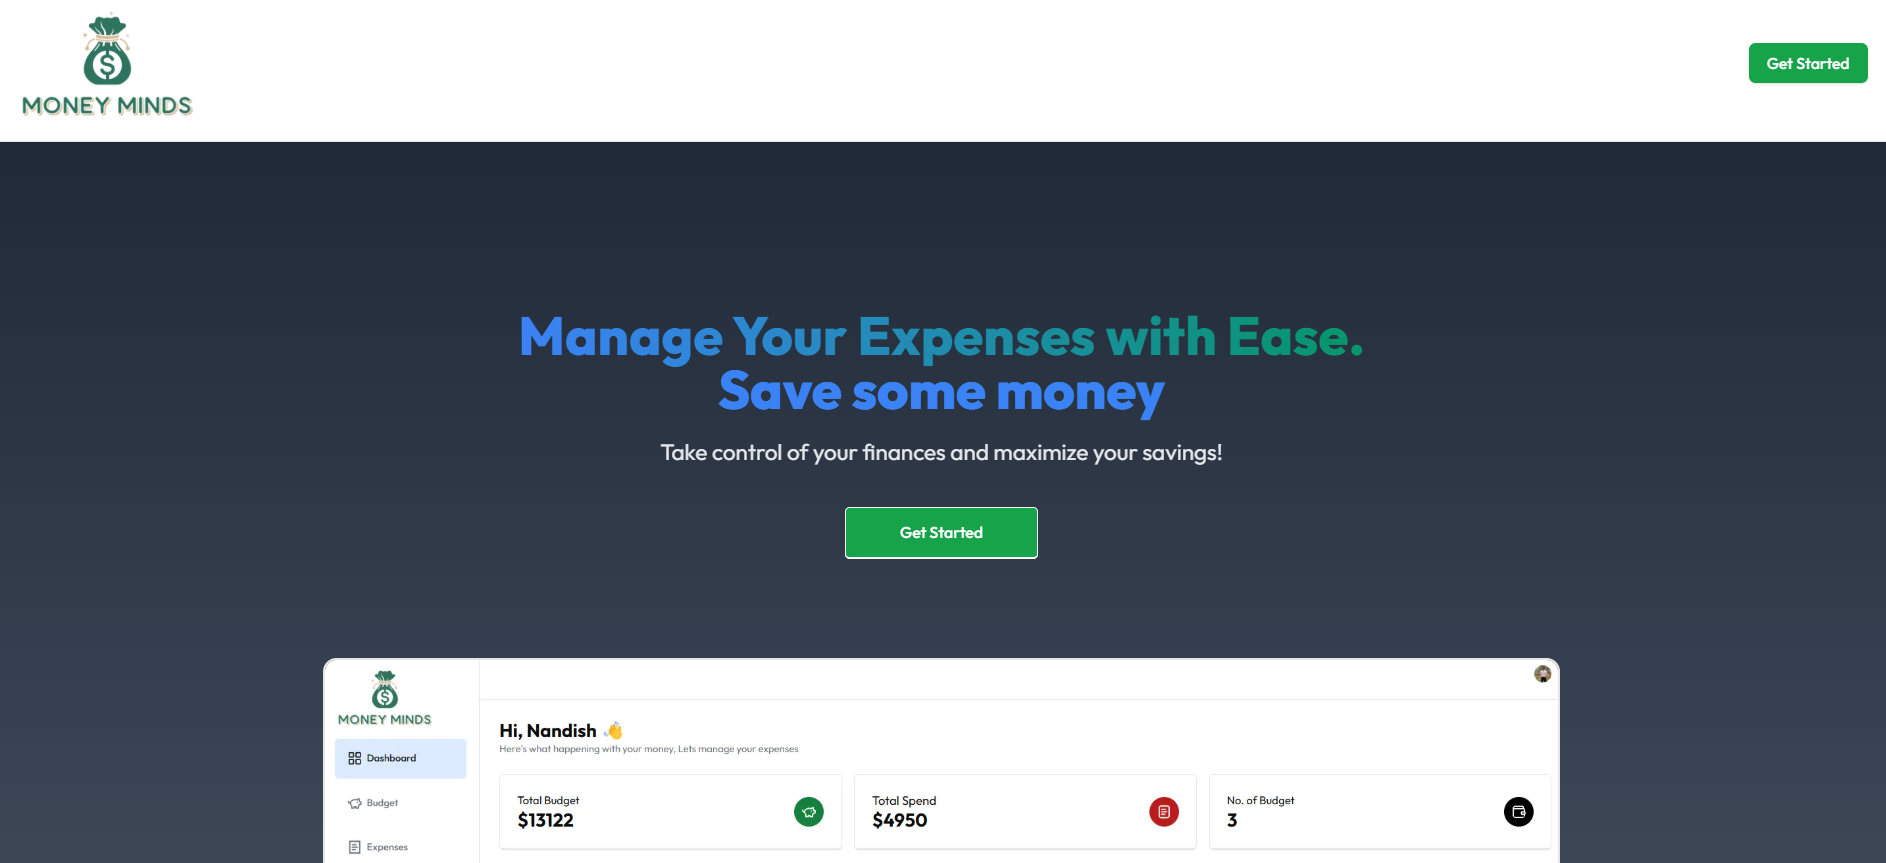 $
MONEY MINDS
Get Started
Manage Your Expenses with Ease.
Save some money
Take control of your finances and maximize your savings!
Get Started
$
MONEY MINDS
Dashboard
Budget
Expenses
Hi, Nandish 👋
Here's what happening with your money, Lets manage your expenses
Total Budget
$13122
Total Spend
$4950
No. of Budget
3